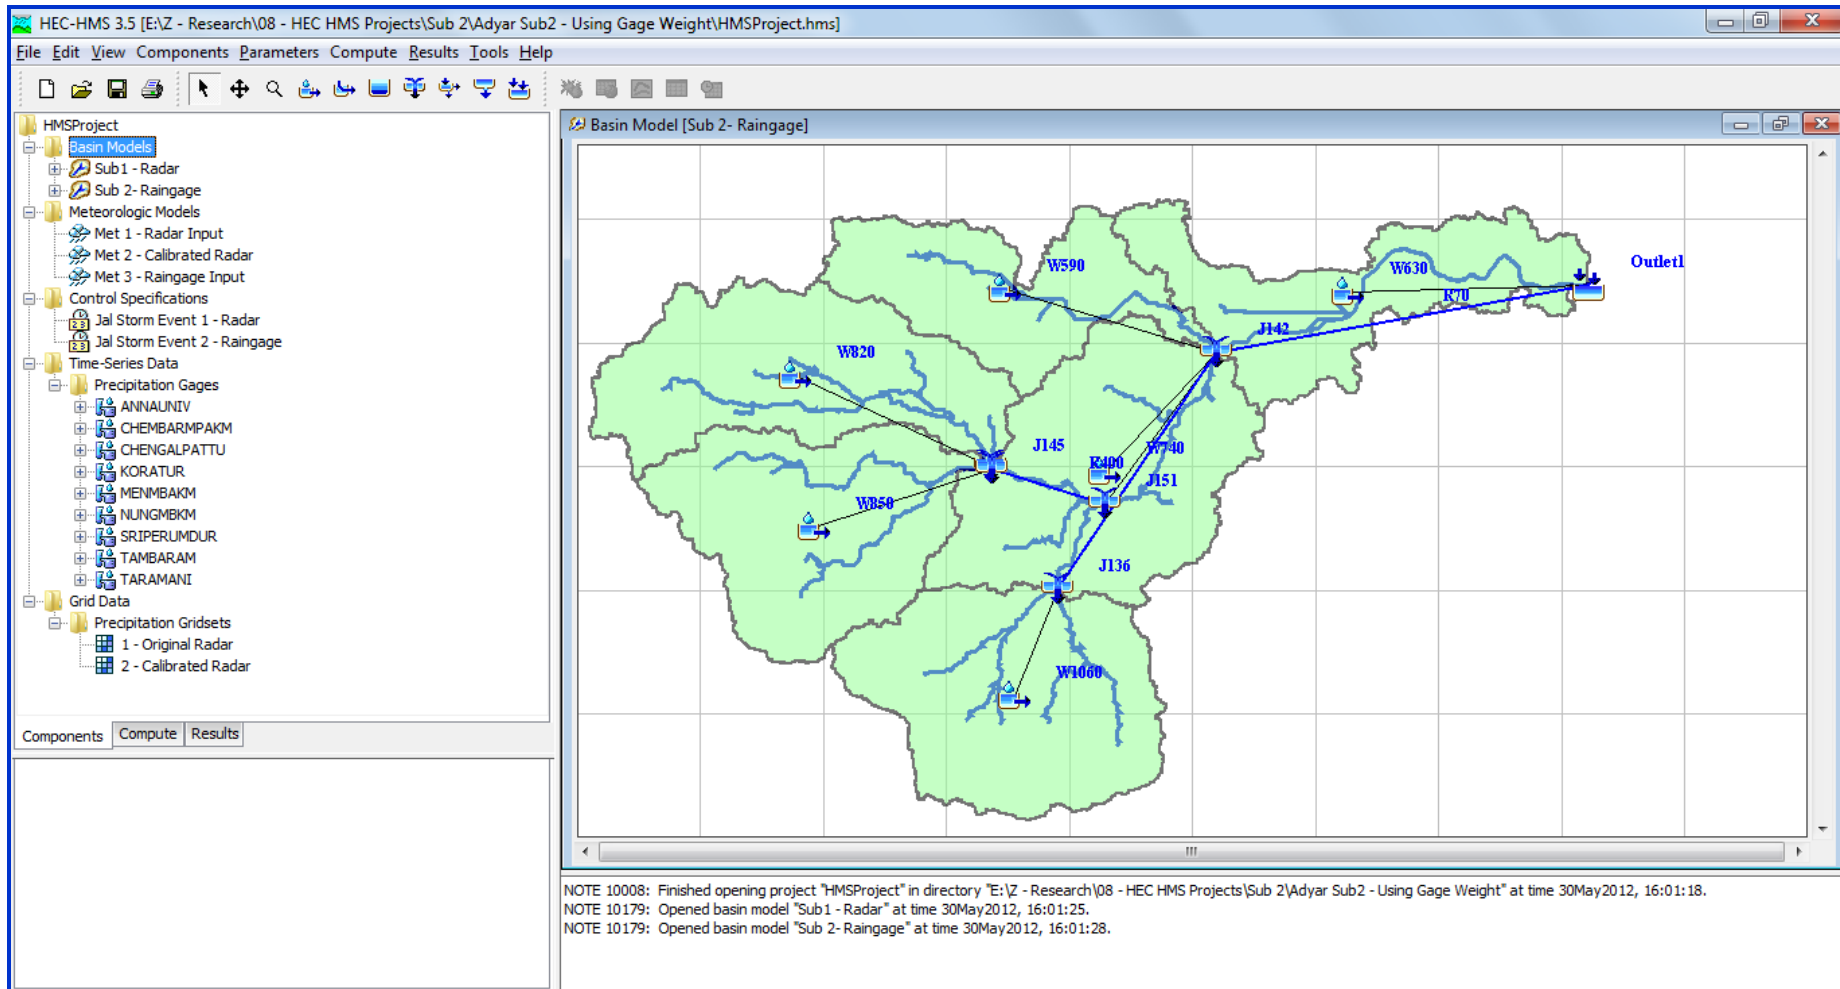 HEC-HMS 3.5 [E:\Z - Research\08 - HEC HMS Projects\Sub 2\Adyar Sub2 - Using Gage Weight\HMSProject.hms]
File Edit View Components Parameters Compute Results Tools Help
HMSProject
Basin Models
Sub1 - Radar
Sub 2- Raingage
Meteorologic Models
Met 1 - Radar Input
Met 2 - Calibrated Radar
Met 3 - Raingage Input
Control Specifications
Jal Storm Event 1 - Radar
Jal Storm Event 2 - Raingage
Time-Series Data
Precipitation Gages
ANNAUNIV
CHEMBARMPAKM
CHENGALPATTU
KORATUR
MENMBAKM
NUNGMBKM
SRIPERUMDUR
TAMBARAM
TARAMANI
Grid Data
Precipitation Gridsets
1 - Original Radar
2 - Calibrated Radar
Components Compute Results
Basin Model [Sub 2- Raingage]
W590
W630
Outlet1
R70
J142
W820
J145
W740
R400
J151
W850
J136
W1060
NOTE 10008: Finished opening project "HMSProject" in directory "E:\Z - Research\08 - HEC HMS Projects\Sub 2\Adyar Sub2 - Using Gage Weight" at time 30May2012, 16:01:18.
NOTE 10179: Opened basin model "Sub1 - Radar" at time 30May2012, 16:01:25.
NOTE 10179: Opened basin model "Sub 2- Raingage" at time 30May2012, 16:01:28.